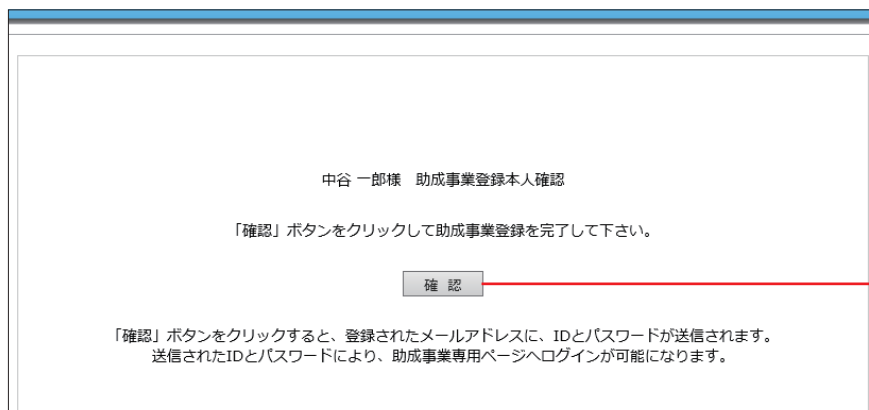 中谷 一郎様　助成事業登録本人確認
「確認」ボタンをクリックして助成事業登録を完了して下さい。
確 認
「確認」ボタンをクリックすると、登録されたメールアドレスに、IDとパスワードが送信されます。
送信されたIDとパスワードにより、助成事業専用ページへログインが可能になります。